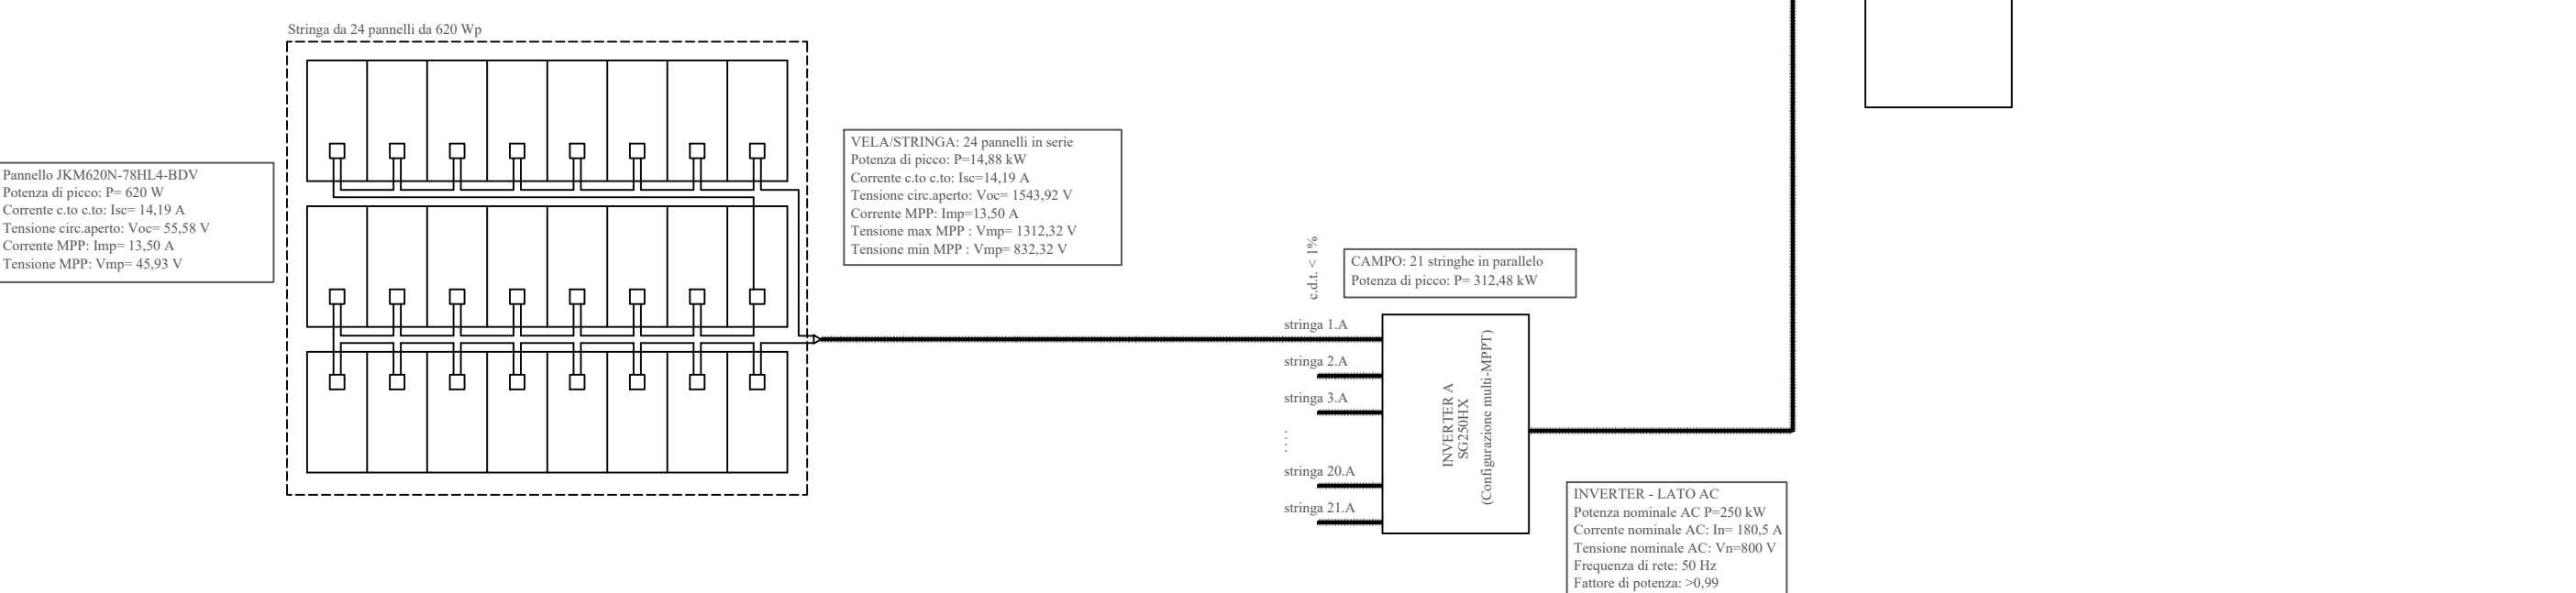 Stringa da 24 pannelli da 620 Wp
Pannello JKM620N-78HL4-BDV
Potenza di picco: P= 620 W
Corrente c.to c.to: Isc= 14,19 A
Tensione circ.aperto: Voc= 55,58 V
Corrente MPP: Imp= 13,50 A
Tensione MPP: Vmp= 45,93 V
VELA/STRINGA: 24 pannelli in serie
Potenza di picco: P=14,88 kW
Corrente c.to c.to: Isc=14,19 A
Tensione circ.aperto: Voc= 1543,92 V
Corrente MPP: Imp=13,50 A
Tensione max MPP : Vmp= 1312,32 V
Tensione min MPP : Vmp= 832,32 V
c.d.t. < 1%
CAMPO: 21 stringhe in parallelo
Potenza di picco: P= 312,48 kW
stringa 1.A
stringa 2.A
stringa 3.A
. . . .
stringa 20.A
stringa 21.A
INVERTER A
SG250HX
(Configurazione multi-MPPT)
INVERTER - LATO AC
Potenza nominale AC P=250 kW
Corrente nominale AC: In= 180,5 A
Tensione nominale AC: Vn=800 V
Frequenza di rete: 50 Hz
Fattore di potenza: >0,99